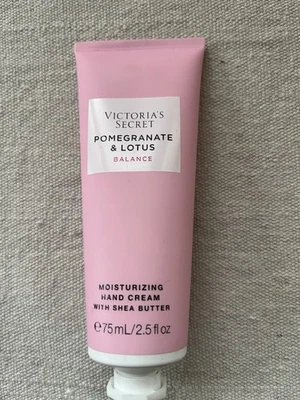 VICTORIA'S
SECRET
POMEGRANATE
& LOTUS
BALANCE
MOISTURIZING
HAND CREAM
WITH SHEA BUTTER
℮75mL/2.5 fl oz